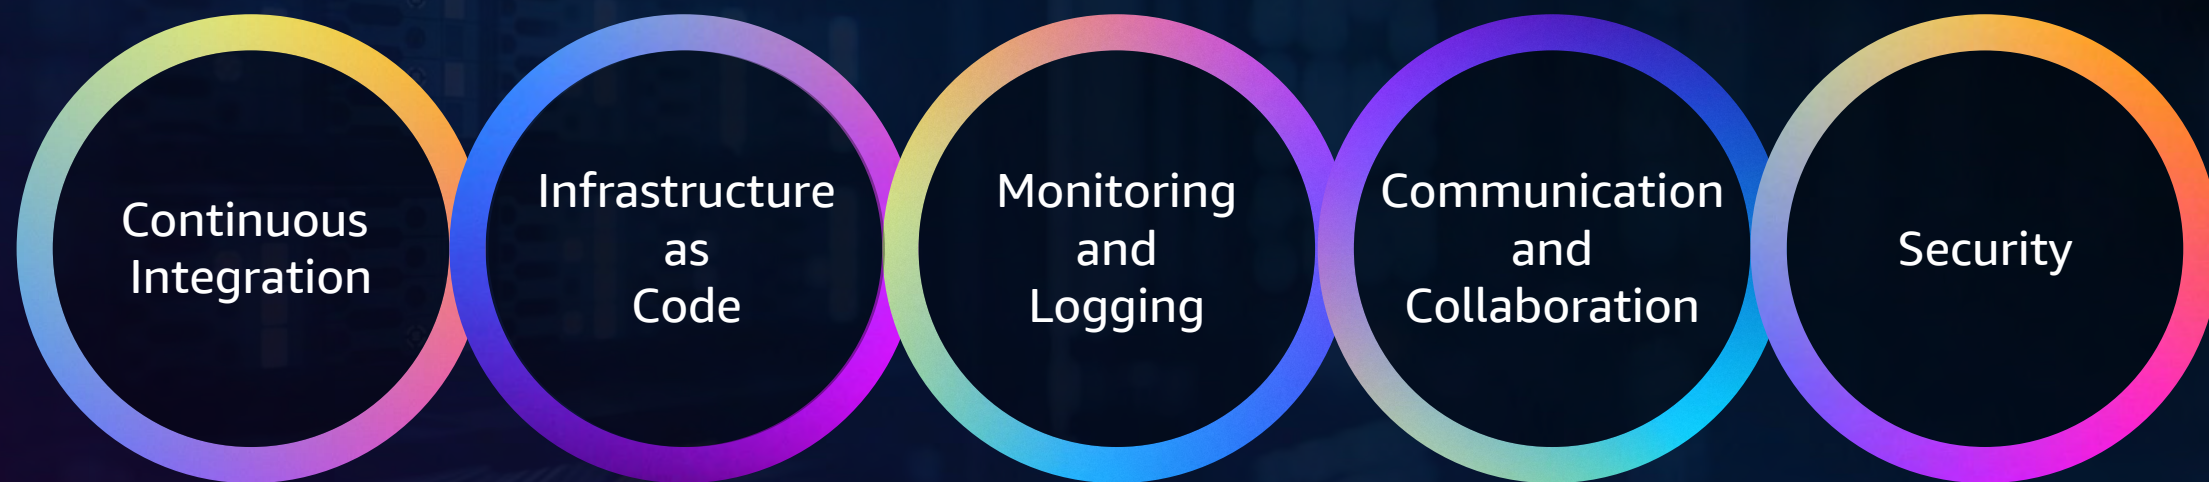 Continuous
Integration
Infrastructure
as
Code
Monitoring
and
Logging
Communication
and
Collaboration
Security